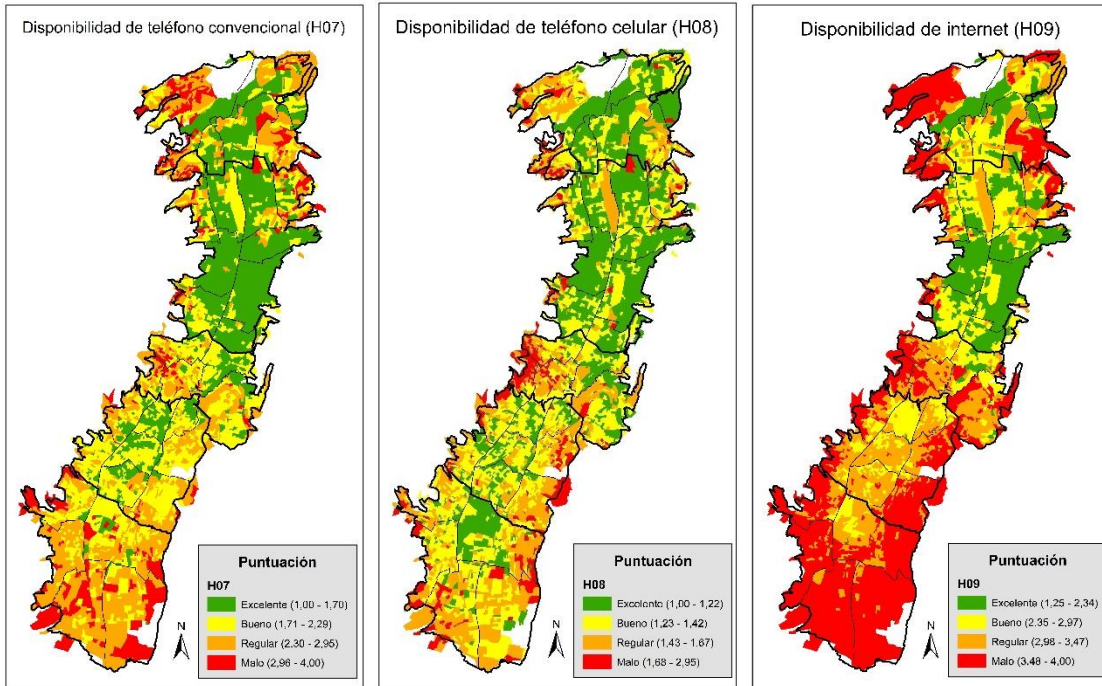 Disponibilidad de teléfono convencional (H07)
N
Puntuación
H07
Excelente (1,00 - 1,70)
Bueno (1,71 - 2,29)
Regular (2.30 - 2,95)
Malo (2,96 - 4,00)
Disponibilidad de teléfono celular (H08)
N
Puntuación
H08
Excelente (1,00 - 1,22)
Bueno (1,23 - 1,42)
Regular (1,43 - 1.67)
Malo (1,68 - 2,95)
Disponibilidad de internet (H09)
N
Puntuación
H09
Excelente (1,25 - 2,34)
Bueno (2,35 - 2,97)
Regular (2,98 - 3,47)
Malo (3.48 - 4,00)